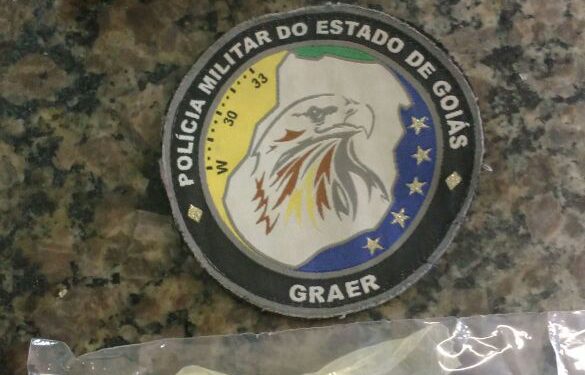 POLÍCIA MILITAR DO ESTADO DE GOIÁS
W 30 33
GRAER